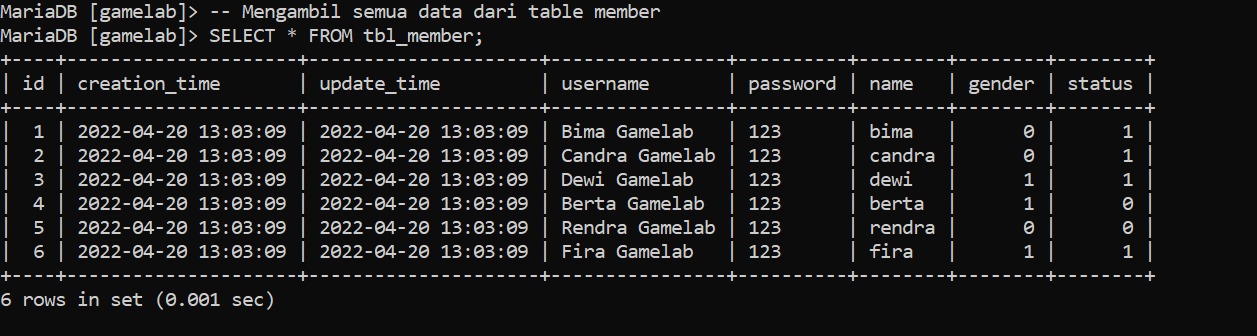 MariaDB [gamelab]> -- Mengambil semua data dari table member
MariaDB [gamelab]> SELECT * FROM tbl_member;
+----+---------------------+---------------------+----------------+----------+--------+--------+--------+
| id | creation_time       | update_time         | username       | password | name   | gender | status |
+----+---------------------+---------------------+----------------+----------+--------+--------+--------+
|  1 | 2022-04-20 13:03:09 | 2022-04-20 13:03:09 | Bima Gamelab   | 123      | bima   |      0 |      1 |
|  2 | 2022-04-20 13:03:09 | 2022-04-20 13:03:09 | Candra Gamelab | 123      | candra |      0 |      1 |
|  3 | 2022-04-20 13:03:09 | 2022-04-20 13:03:09 | Dewi Gamelab   | 123      | dewi   |      1 |      1 |
|  4 | 2022-04-20 13:03:09 | 2022-04-20 13:03:09 | Berta Gamelab  | 123      | berta  |      1 |      0 |
|  5 | 2022-04-20 13:03:09 | 2022-04-20 13:03:09 | Rendra Gamelab | 123      | rendra |      0 |      0 |
|  6 | 2022-04-20 13:03:09 | 2022-04-20 13:03:09 | Fira Gamelab   | 123      | fira   |      1 |      1 |
+----+---------------------+---------------------+----------------+----------+--------+--------+--------+
6 rows in set (0.001 sec)